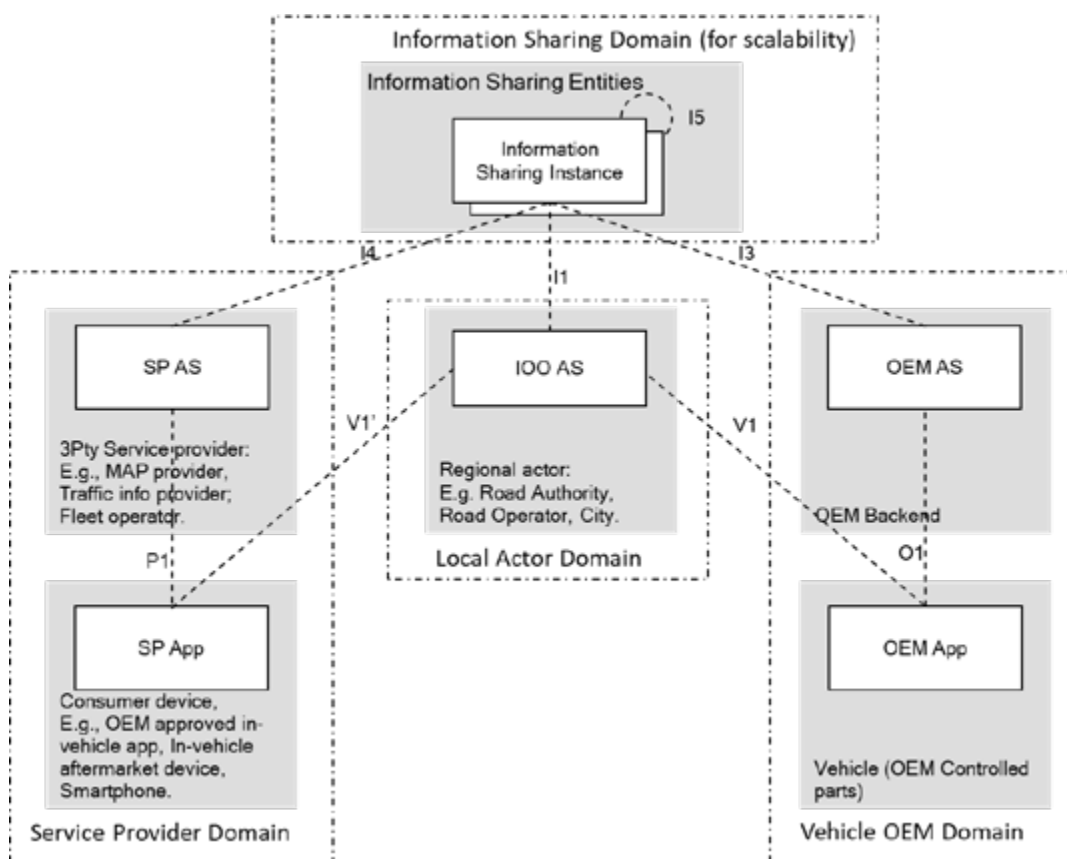 Information Sharing Domain (for scalability)
Information Sharing Entities
I5
Information
Sharing Instance
I4
I1
I3
SP AS
IOO AS
OEM AS
V1'
V1
3Pty Service provider:
E.g., MAP provider,
Traffic info provider;
Fleet operator.
Regional actor:
E.g. Road Authority,
Road Operator, City.
OEM Backend
P1
Local Actor Domain
O1
SP App
OEM App
Consumer device,
E.g., OEM approved in-
vehicle app, In-vehicle
aftermarket device,
Smartphone.
Vehicle (OEM Controlled
parts)
Service Provider Domain
Vehicle OEM Domain